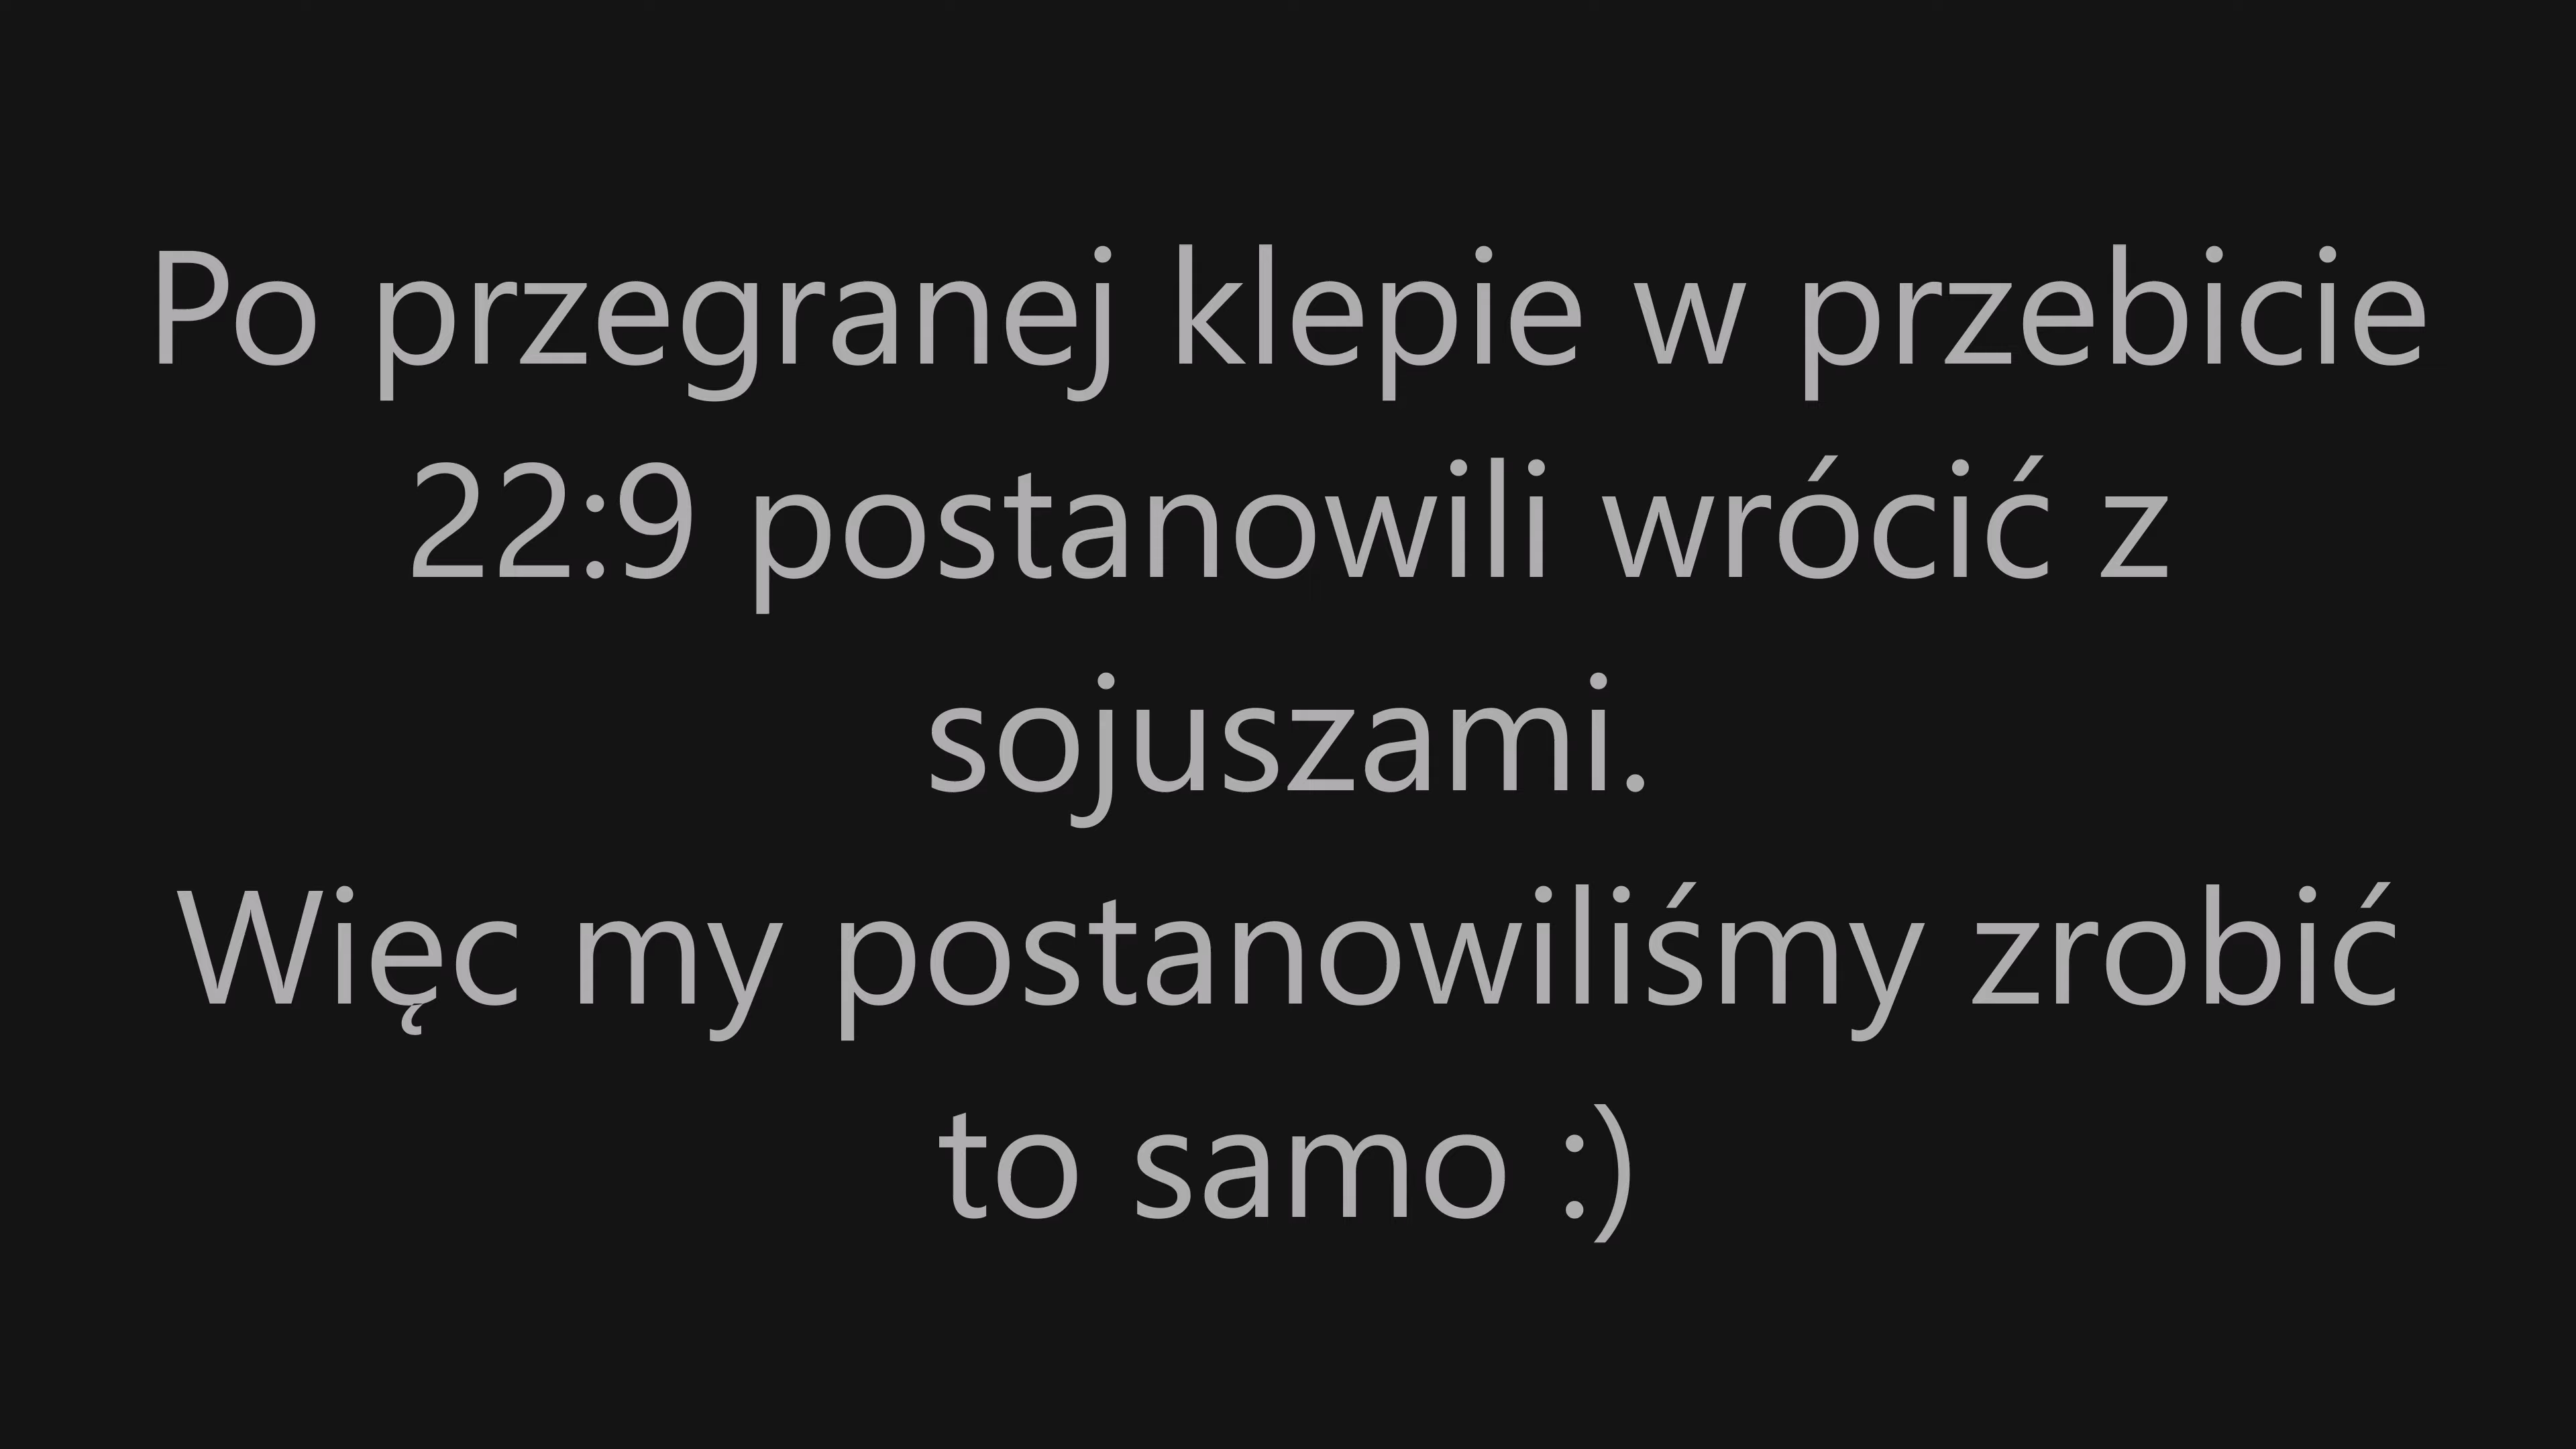 Po przegranej klepie w przebicie
22:9 postanowili wrócić z
sojuszami.
Więc my postanowiliśmy zrobić
to samo :)